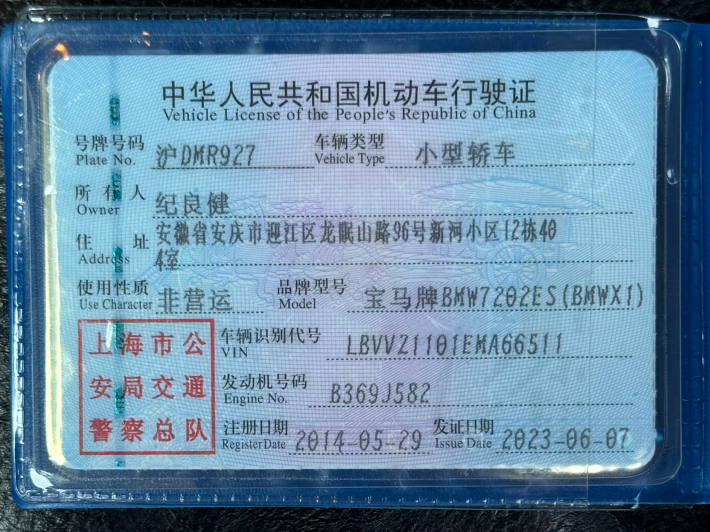 中华人民共和国机动车行驶证
Vehicle License of the People's Republic of China
号牌号码 Plate No. 沪DMR927 车辆类型 Vehicle Type 小型轿车
所有人 Owner 纪良健
住址 Address 安徽省安庆市迎江区龙眠山路96号新河小区12栋40
4室
使用性质 Use Character 非营运 品牌型号 Model 宝马牌BMW7202ES(BMWX1)
上海市公
安局交通
警察总队
车辆识别代号 VIN LBVVZ1101EMA66511
发动机号码 Engine No. B369J582
注册日期 Register Date 2014-05-29 发证日期 Issue Date 2023-06-07